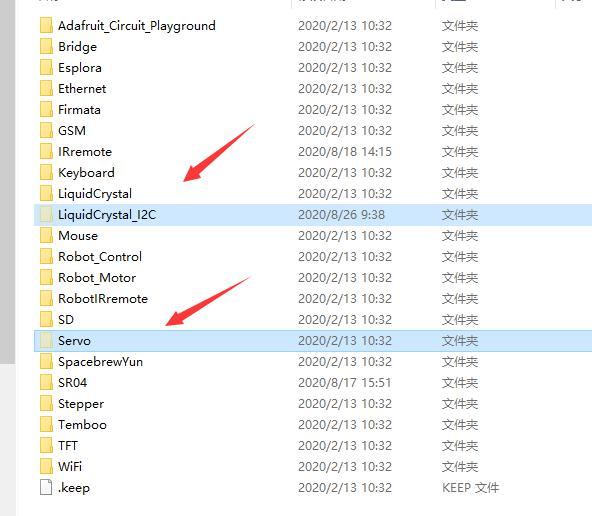 Adafruit_Circuit_Playground 2020/2/13 10:32 文件夹
Bridge 2020/2/13 10:32 文件夹
Esplora 2020/2/13 10:32 文件夹
Ethernet 2020/2/13 10:32 文件夹
Firmata 2020/2/13 10:32 文件夹
GSM 2020/2/13 10:32 文件夹
IRremote 2020/8/18 14:15 文件夹
Keyboard 2020/2/13 10:32 文件夹
LiquidCrystal 2020/2/13 10:32 文件夹
LiquidCrystal_I2C 2020/8/26 9:38 文件夹
Mouse 2020/2/13 10:32 文件夹
Robot_Control 2020/2/13 10:32 文件夹
Robot_Motor 2020/2/13 10:32 文件夹
RobotIRremote 2020/2/13 10:32 文件夹
SD 2020/2/13 10:32 文件夹
Servo 2020/2/13 10:32 文件夹
SpacebrewYun 2020/2/13 10:32 文件夹
SR04 2020/8/17 15:51 文件夹
Stepper 2020/2/13 10:32 文件夹
Temboo 2020/2/13 10:32 文件夹
TFT 2020/2/13 10:32 文件夹
WiFi 2020/2/13 10:32 文件夹
.keep 2020/2/13 10:32 KEEP 文件